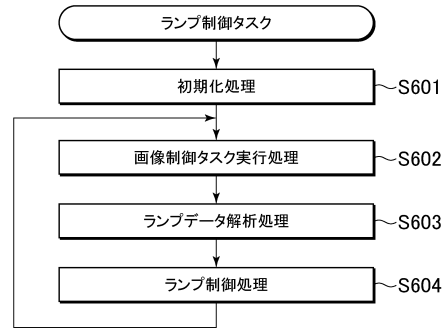 ランプ制御タスク
初期化処理
S601
画像制御タスク実行処理
S602
ランプデータ解析処理
S603
ランプ制御処理
S604